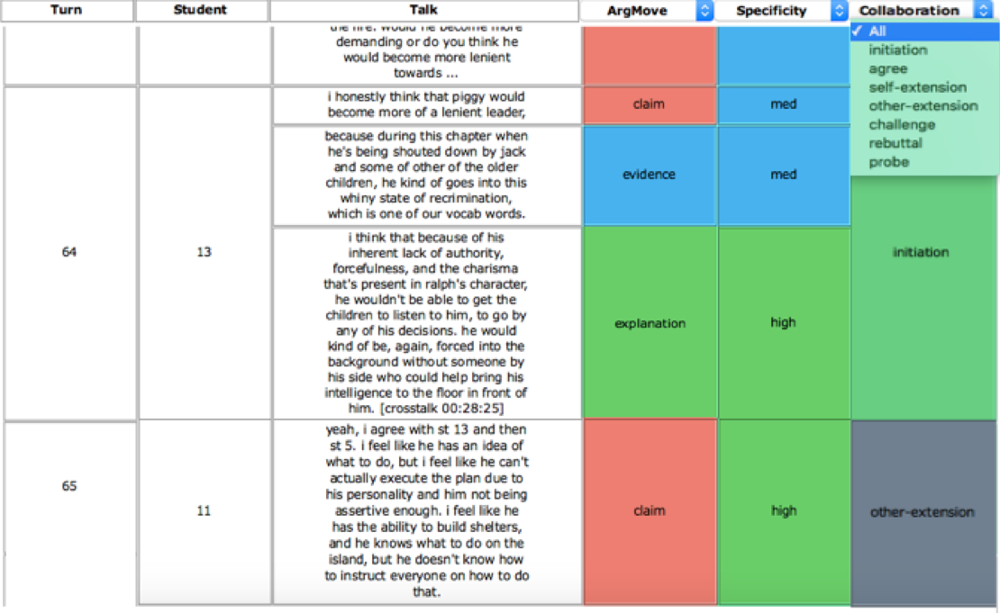 Turn Student Talk ArgMove Specificity Collaboration
✓ All
initiation
agree
self-extension
other-extension
challenge
rebuttal
probe
the fire. would he become more
demanding or do you think he
would become more lenient
towards ...
64
13
i honestly think that piggy would
become more of a lenient leader,
claim
med
because during this chapter when
he's being shouted down by jack
and some of other of the older
children, he kind of goes into this
whiny state of recrimination,
which is one of our vocab words.
evidence
med
i think that because of his
inherent lack of authority,
forcefulness, and the charisma
that's present in ralph's character,
he wouldn't be able to get the
children to listen to him, to go by
any of his decisions. he would
kind of be, again, forced into the
background without someone by
his side who could help bring his
intelligence to the floor in front of
him. [crosstalk 00:28:25]
explanation
high
initiation
65
11
yeah, i agree with st 13 and then
st 5. i feel like he has an idea of
what to do, but i feel like he can't
actually execute the plan due to
his personality and him not being
assertive enough. i feel like he
has the ability to build shelters,
and he knows what to do on the
island, but he doesn't know how
to instruct everyone on how to do
that.
claim
high
other-extension